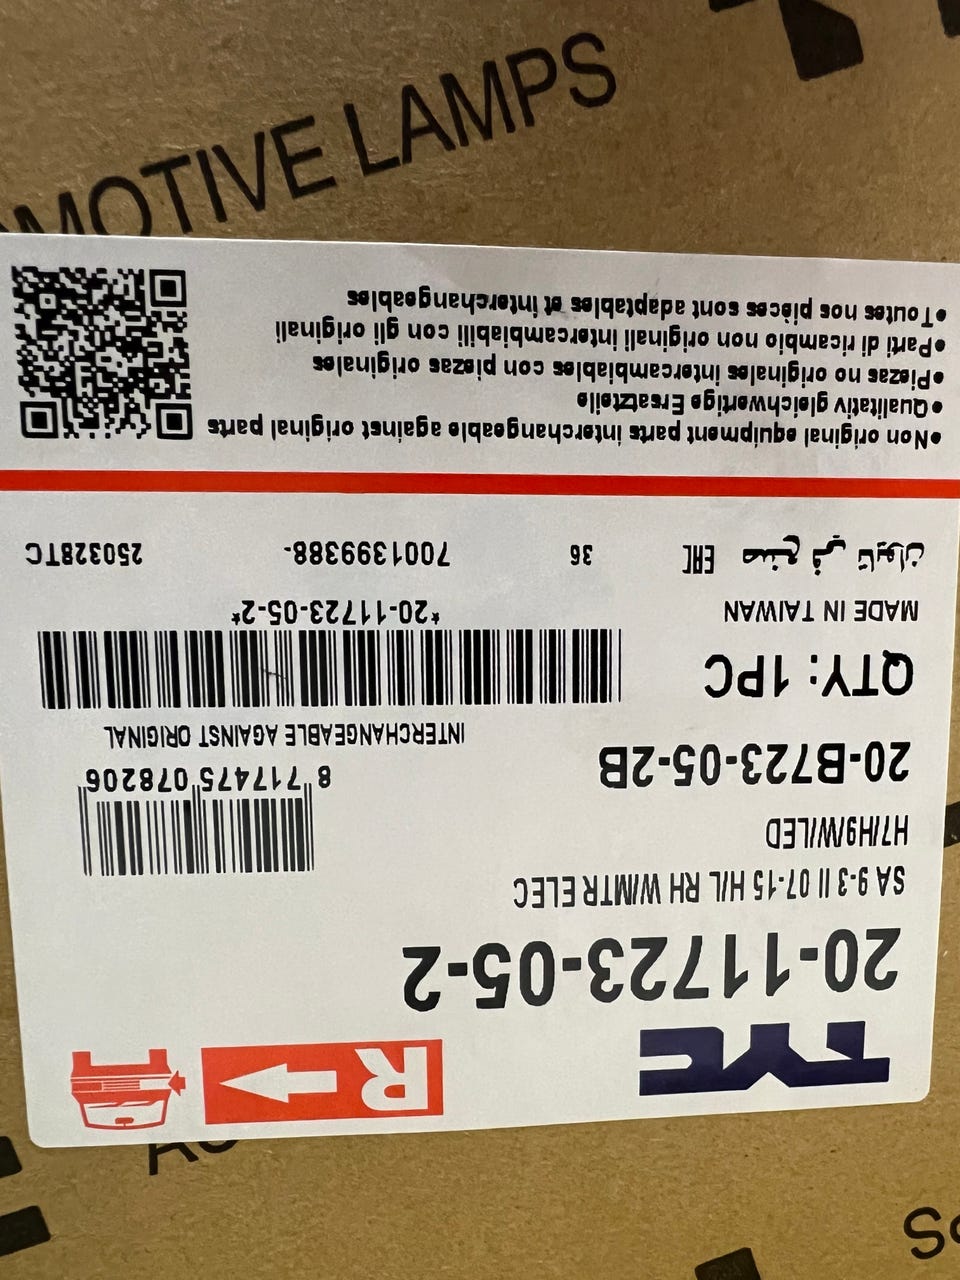 TYC
R
20-11723-05-2
SA 9-3 II 07-15 H/L RH W/MTR ELEC
H7/H9/W/LED
8 717475 078206
20-B723-05-2B
INTERCHANGEABLE AGAINST ORIGINAL
QTY: 1PC
*20-11723-05-2*
MADE IN TAIWAN
صنع في تايوان EAC 36 7001399388- 250328TC
•Non original equipment parts interchangeable against original parts
•Qualitativ gleichwertige Ersatzteile
•Piezas no originales intercambiables con piezas originales
•Parti di ricambio non originali intercambiabili con gli originali
•Toutes nos pièces sont adaptables et interchangeables
MOTIVE LAMPS